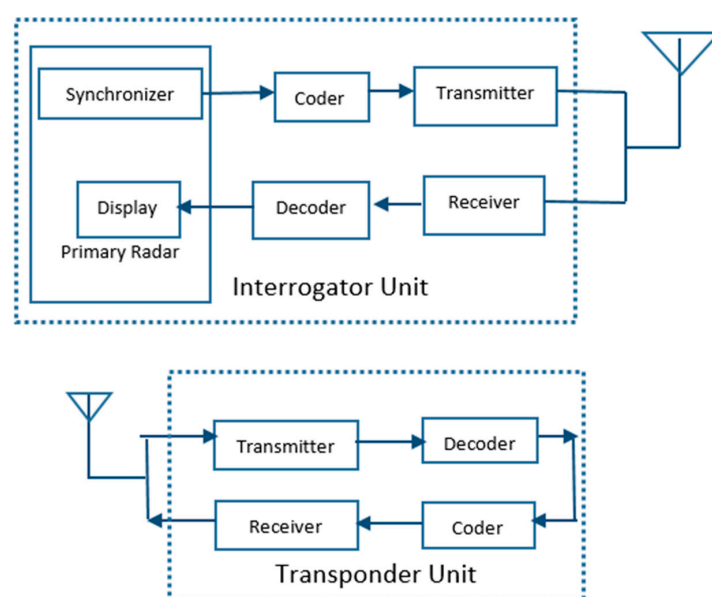 Synchronizer
Coder
Transmitter
Display
Decoder
Receiver
Primary Radar
Interrogator Unit
Transmitter
Decoder
Receiver
Coder
Transponder Unit